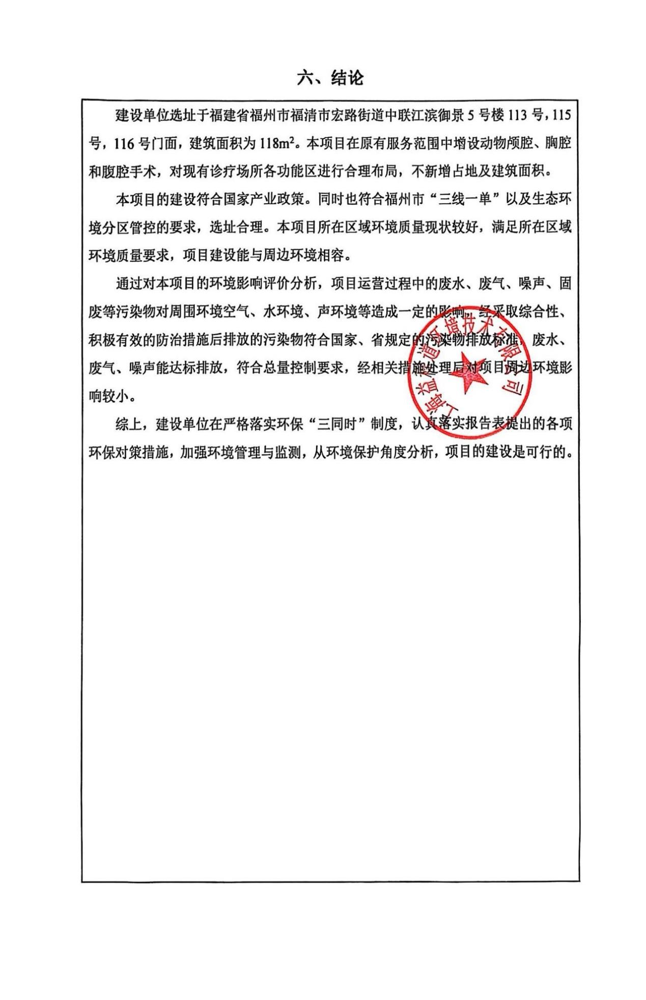 六、结论
建设单位选址于福建省福州市福清市宏路街道中联江滨御景 5 号楼 113 号，115
号，116 号门面，建筑面积为 118m²。本项目在原有服务范围中增设动物颅腔、胸腔
和腹腔手术，对现有诊疗场所各功能区进行合理布局，不新增占地及建筑面积。
本项目的建设符合国家产业政策。同时也符合福州市“三线一单”以及生态环
境分区管控的要求，选址合理。本项目所在区域环境质量现状较好，满足所在区域
环境质量要求，项目建设能与周边环境相容。
通过对本项目的环境影响评价分析，项目运营过程中的废水、废气、噪声、固
废等污染物对周围环境空气、水环境、声环境等造成一定的影响，经采取综合性、
积极有效的防治措施后排放的污染物符合国家、省规定的污染物排放标准，废水、
废气、噪声能达标排放，符合总量控制要求，经相关措施处理后对项目周边环境影
响较小。
综上，建设单位在严格落实环保“三同时”制度，认真落实报告表提出的各项
环保对策措施，加强环境管理与监测，从环境保护角度分析，项目的建设是可行的。
上海益 道环境技术有限公司